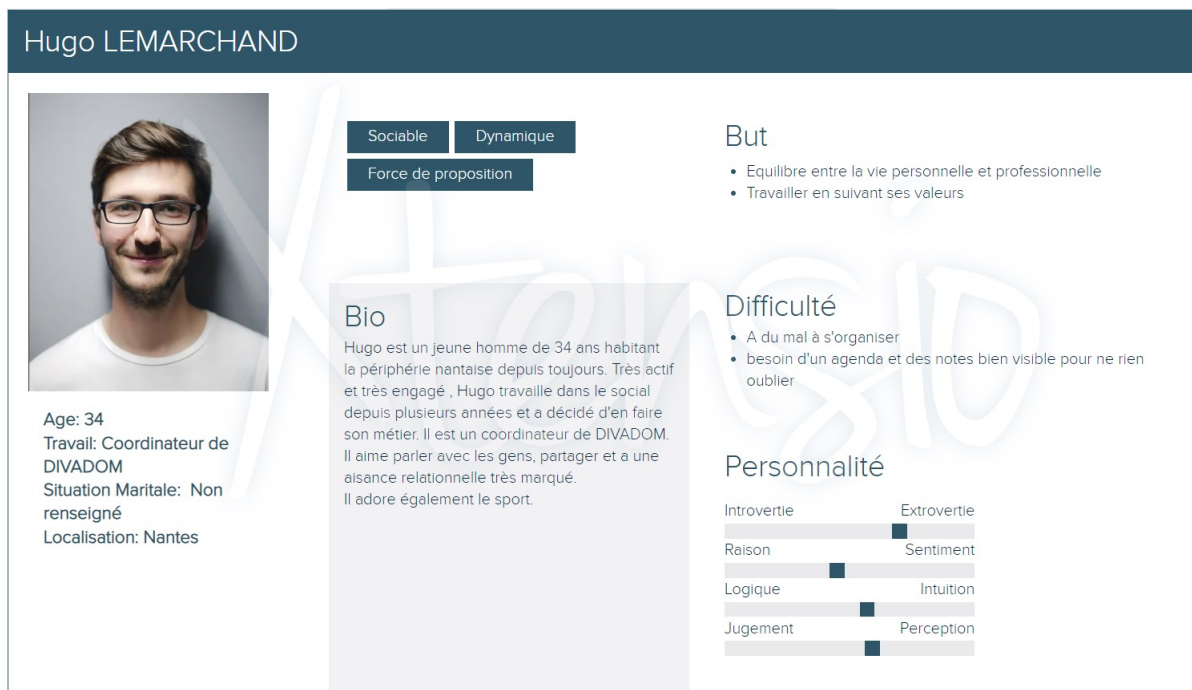 Hugo LEMARCHAND
Sociable
Dynamique
Force de proposition
Age: 34
Travail: Coordinateur de
DIVADOM
Situation Maritale: Non
renseigné
Localisation: Nantes
Bio
Hugo est un jeune homme de 34 ans habitant
la périphérie nantaise depuis toujours. Très actif
et très engagé , Hugo travaille dans le social
depuis plusieurs années et a décidé d'en faire
son métier. Il est un coordinateur de DIVADOM.
Il aime parler avec les gens, partager et a une
aisance relationnelle très marqué.
Il adore également le sport.
But
• Equilibre entre la vie personnelle et professionnelle
• Travailler en suivant ses valeurs
Difficulté
• A du mal à s'organiser
• besoin d'un agenda et des notes bien visible pour ne rien
oublier
Personnalité
Introvertie Extrovertie
Raison Sentiment
Logique Intuition
Jugement Perception
Xtensio